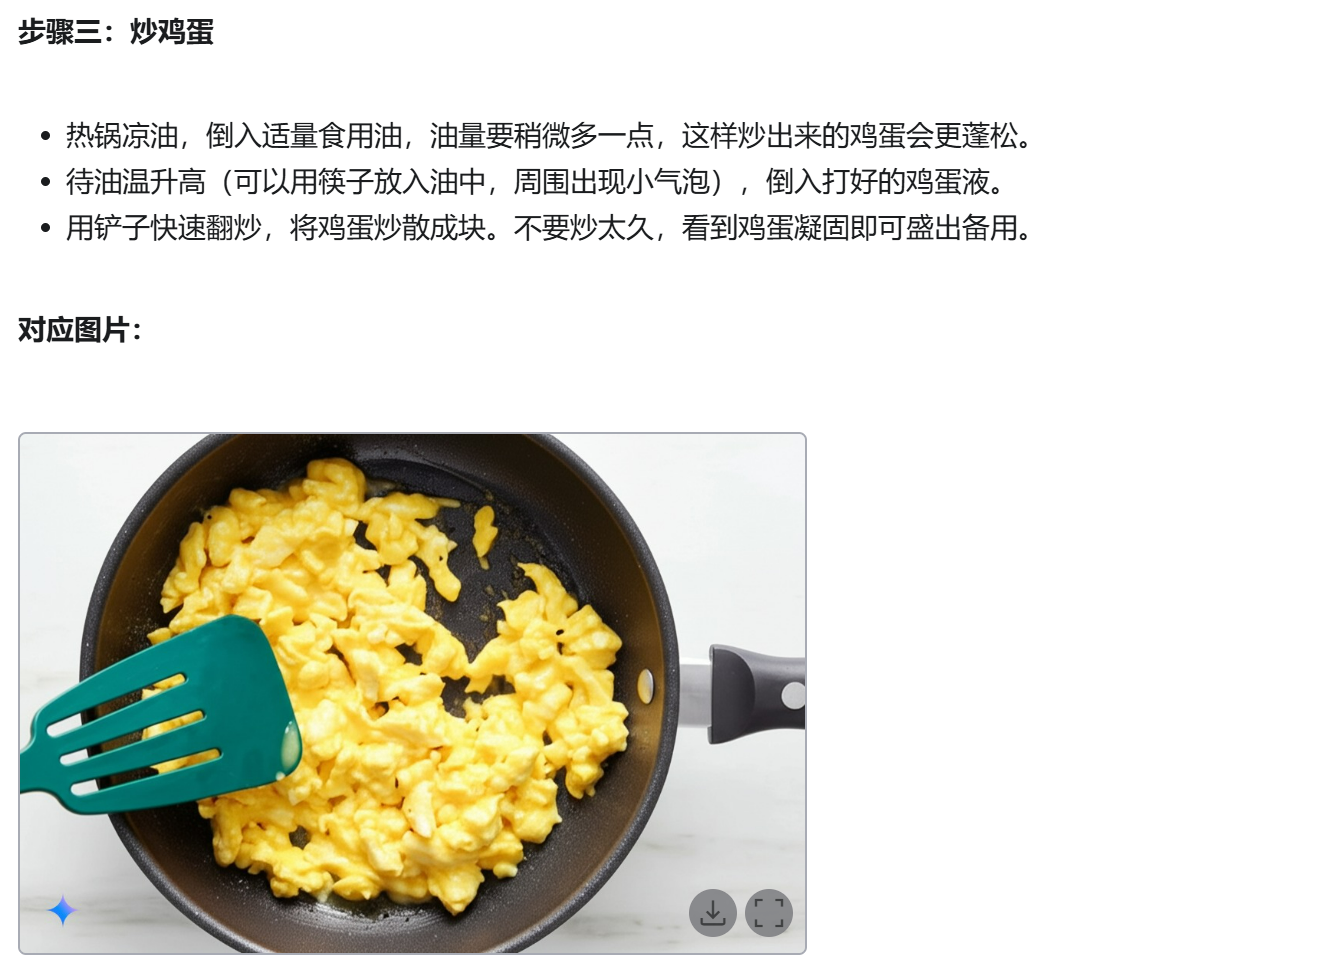 步骤三：炒鸡蛋
热锅凉油，倒入适量食用油，油量要稍微多一点，这样炒出来的鸡蛋会更蓬松。
待油温升高（可以用筷子放入油中，周围出现小气泡），倒入打好的鸡蛋液。
用铲子快速翻炒，将鸡蛋炒散成块。不要炒太久，看到鸡蛋凝固即可盛出备用。
对应图片：